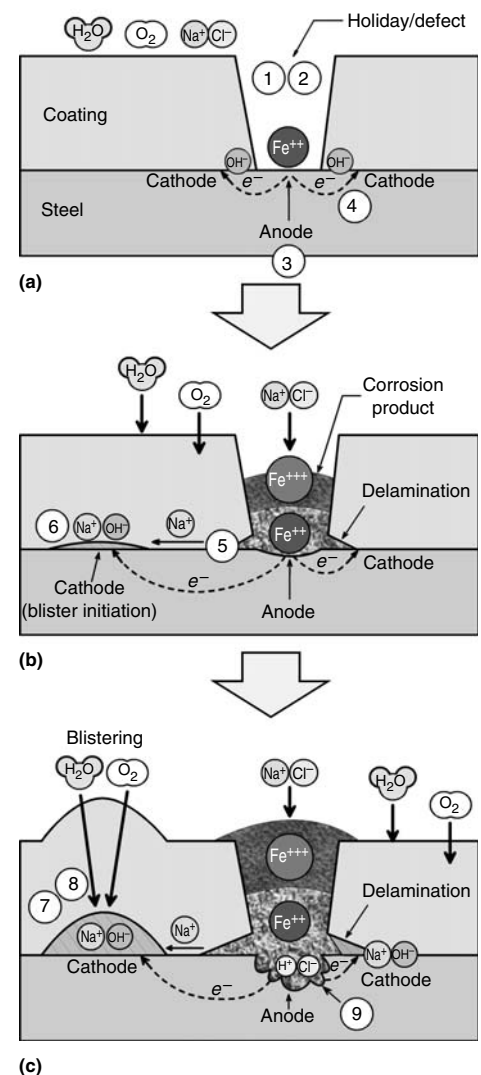 H₂O O₂ Na⁺ Cl⁻ Holiday/defect
1 2
Coating
Fe⁺⁺
OH⁻ OH⁻
Cathode e⁻ e⁻ Cathode
4
Steel
Anode
3
(a)
H₂O
O₂ Na⁺ Cl⁻ Corrosion
product
Fe⁺⁺⁺
Delamination
6 Na⁺ OH⁻ Na⁺ 5 Fe⁺⁺
e⁻ e⁻ Cathode
Cathode
(blister initiation) Anode
(b)
Blistering
H₂O O₂ Na⁺ Cl⁻ H₂O
O₂
Fe⁺⁺⁺
7 8 Delamination
Fe⁺⁺
Na⁺ OH⁻ Na⁺ Na⁺ OH⁻
Cathode H⁺ Cl⁻ e⁻ Cathode
e⁻
Anode 9
(c)